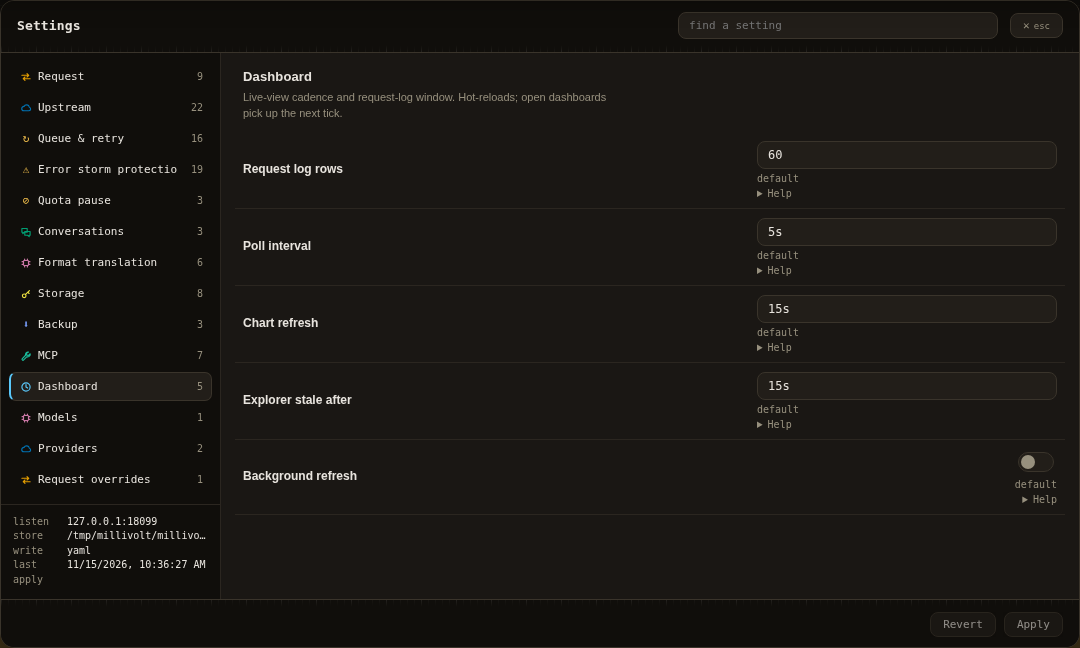 Settings
find a setting
× esc
Request 9
Upstream 22
Queue & retry 16
Error storm protectio 19
Quota pause 3
Conversations 3
Format translation 6
Storage 8
Backup 3
MCP 7
Dashboard 5
Models 1
Providers 2
Request overrides 1
listen 127.0.0.1:18099
store /tmp/millivolt/millivo…
write yaml
last apply 11/15/2026, 10:36:27 AM
Dashboard
Live-view cadence and request-log window. Hot-reloads; open dashboards
pick up the next tick.
Request log rows
60
default
Help
Poll interval
5s
default
Help
Chart refresh
15s
default
Help
Explorer stale after
15s
default
Help
Background refresh
default
Help
Revert
Apply